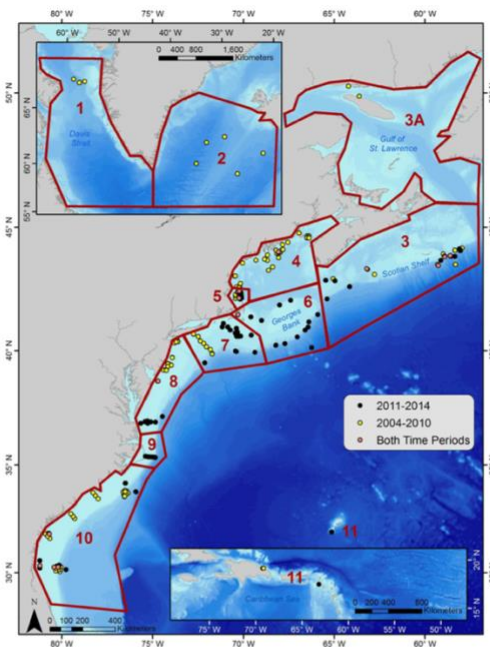 60° W 40° W 30° W 20° W
0 400 800 1,600
Kilometers
50° N
65° N
60° N
55° N
1
Davis
Strait
2
3A
Gulf of
St. Lawrence
45° N
4
3
Scotian Shelf
5
6
Georges
Bank
7
40° N
8
2011-2014
2004-2010
Both Time Periods
9
35° N
10
11
30° N
11
Caribbean Sea
20° N
15° N
0 200 400 800
Kilometers
N
0 100 200 400
Kilometers
80° W 75° W 70° W 65° W 60° W
80° W 75° W 71° W 70° W 65° W 60° W